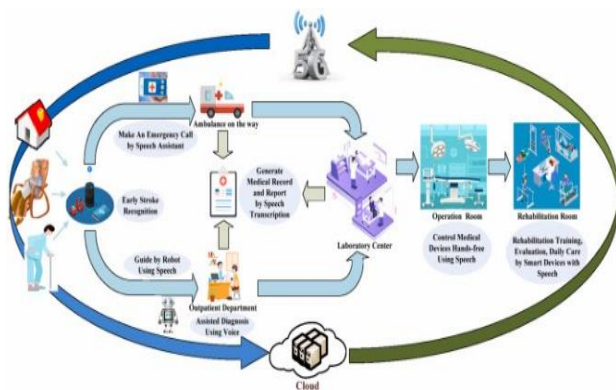 5G
Make An Emergency Call
by Speech Assistant
Ambulance on the way
Early Stroke
Recognition
Generate
Medical Record
and Report
by Speech
Transcription
Laboratory Center
Operation Room
Control Medical
Devices Hands-free
Using Speech
Rehabilitation Room
Rehabilitation Training,
Evaluation, Daily Care
by Smart Devices with
Speech
Guide by Robot
Using Speech
Outpatient Department
Assisted Diagnosis
Using Voice
Cloud